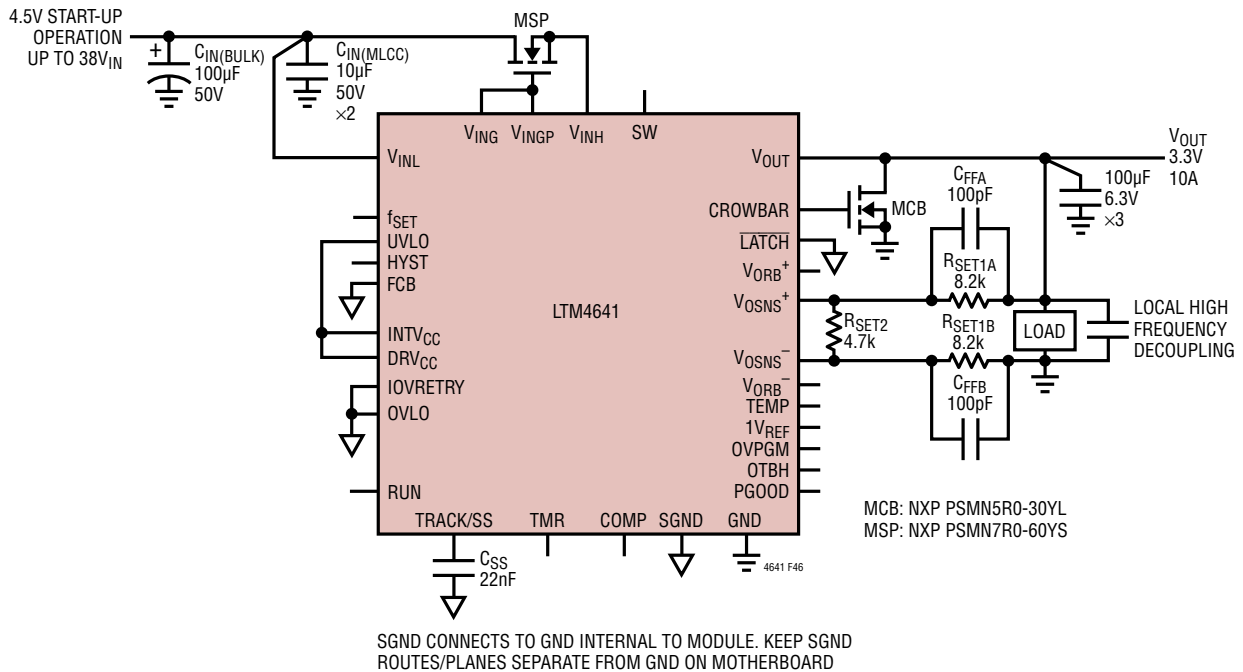 4.5V START-UP
OPERATION
UP TO 38VIN
+
CIN(BULK)
100µF
50V
CIN(MLCC)
10µF
50V
×2
MSP
VING
VINGP
VINH
SW
VINL
fSET
UVLO
HYST
FCB
INTVCC
DRVCC
IOVRETRY
OVLO
RUN
TRACK/SS
TMR
COMP
SGND
GND
LTM4641
VOUT
CROWBAR
LATCH
VORB+
VOSNS+
VOSNS−
VORB−
TEMP
1VREF
OVPGM
OTBH
PGOOD
MCB
CFFA
100pF
RSET1A
8.2k
RSET2
4.7k
RSET1B
8.2k
CFFB
100pF
LOAD
100µF
6.3V
×3
VOUT
3.3V
10A
LOCAL HIGH
FREQUENCY
DECOUPLING
MCB: NXP PSMN5R0-30YL
MSP: NXP PSMN7R0-60YS
CSS
22nF
4641 F46
SGND CONNECTS TO GND INTERNAL TO MODULE. KEEP SGND
ROUTES/PLANES SEPARATE FROM GND ON MOTHERBOARD